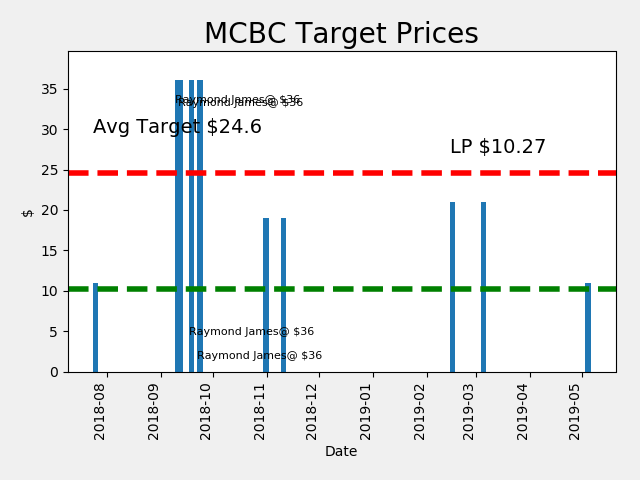 MCBC Target Prices
35
30
25
20
15
10
5
0
$
Raymond James@ $36
Raymond James@ $36
Avg Target $24.6
LP $10.27
Raymond James@ $36
Raymond James@ $36
2018-08
2018-09
2018-10
2018-11
2018-12
2019-01
2019-02
2019-03
2019-04
2019-05
Date